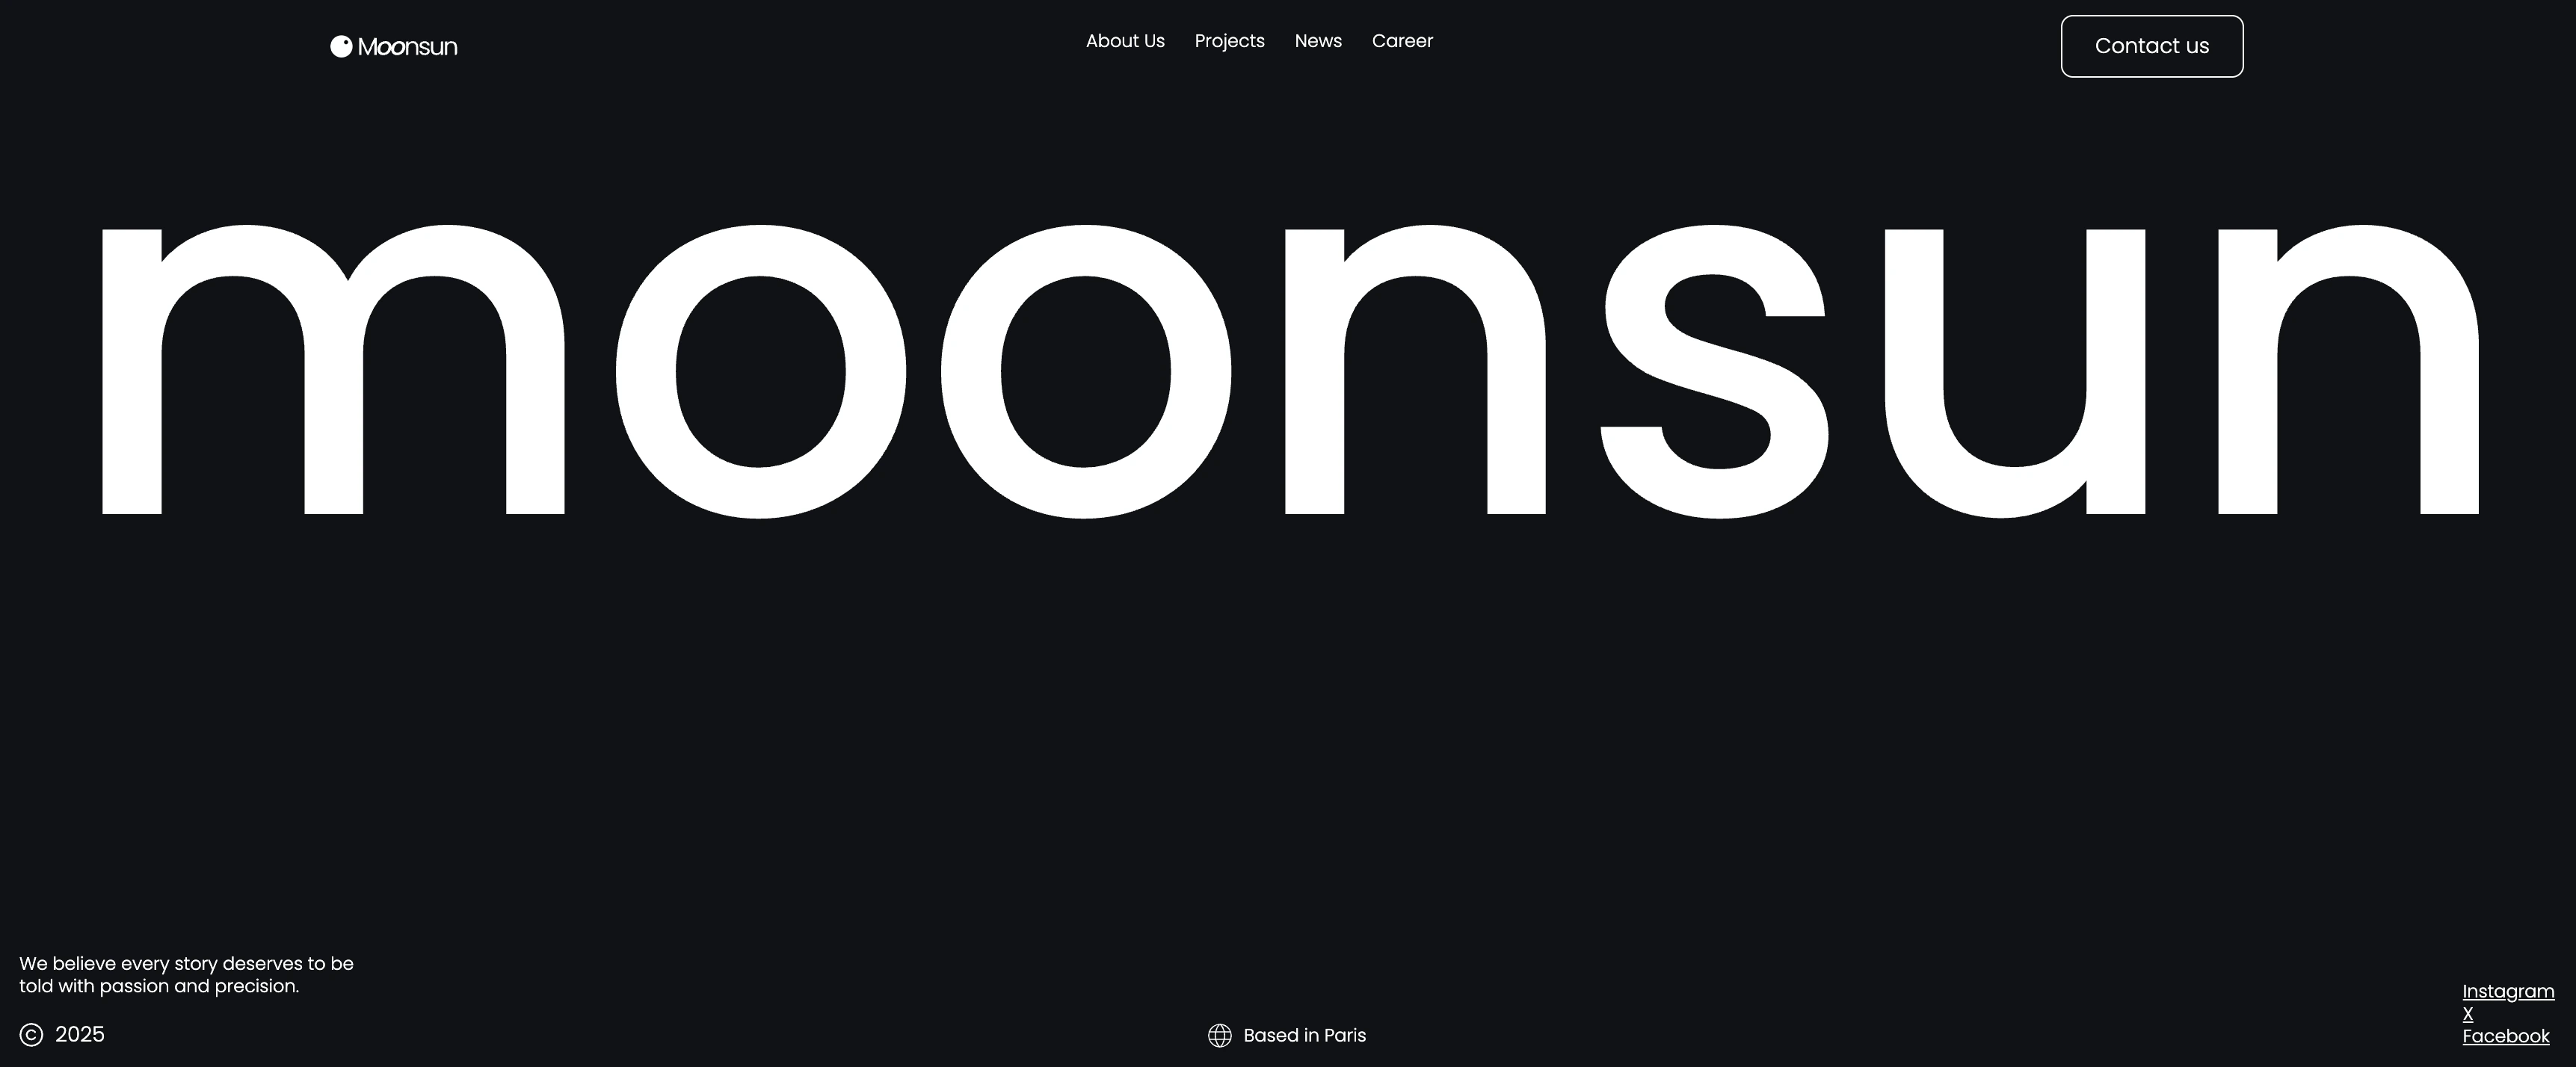 Moonsun
About Us
Projects
News
Career
Contact us
moonsun
We believe every story deserves to be
told with passion and precision.
© 2025
Based in Paris
Instagram
X
Facebook